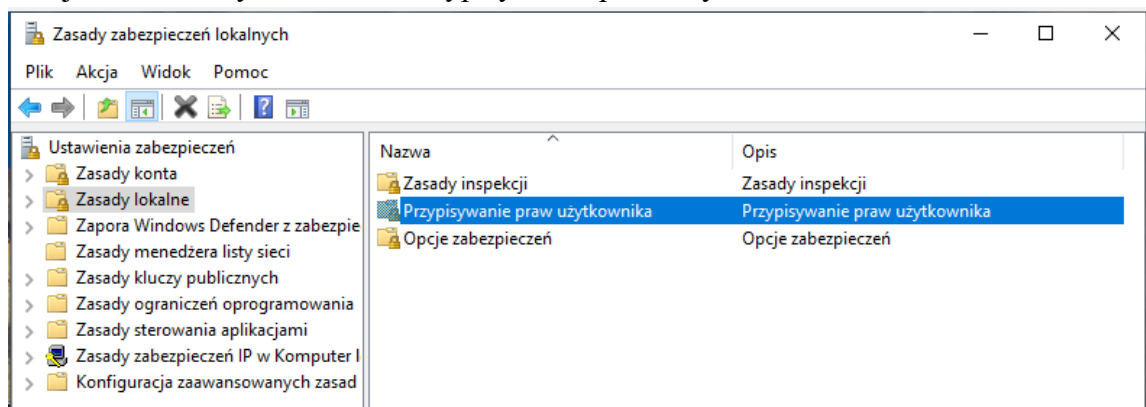 Zasady zabezpieczeń lokalnych
Plik Akcja Widok Pomoc
Ustawienia zabezpieczeń
Zasady konta
Zasady lokalne
Zapora Windows Defender z zabezpie
Zasady menedżera listy sieci
Zasady kluczy publicznych
Zasady ograniczeń oprogramowania
Zasady sterowania aplikacjami
Zasady zabezpieczeń IP w Komputer l
Konfiguracja zaawansowanych zasad
Nazwa Opis
Zasady inspekcji Zasady inspekcji
Przypisywanie praw użytkownika Przypisywanie praw użytkownika
Opcje zabezpieczeń Opcje zabezpieczeń